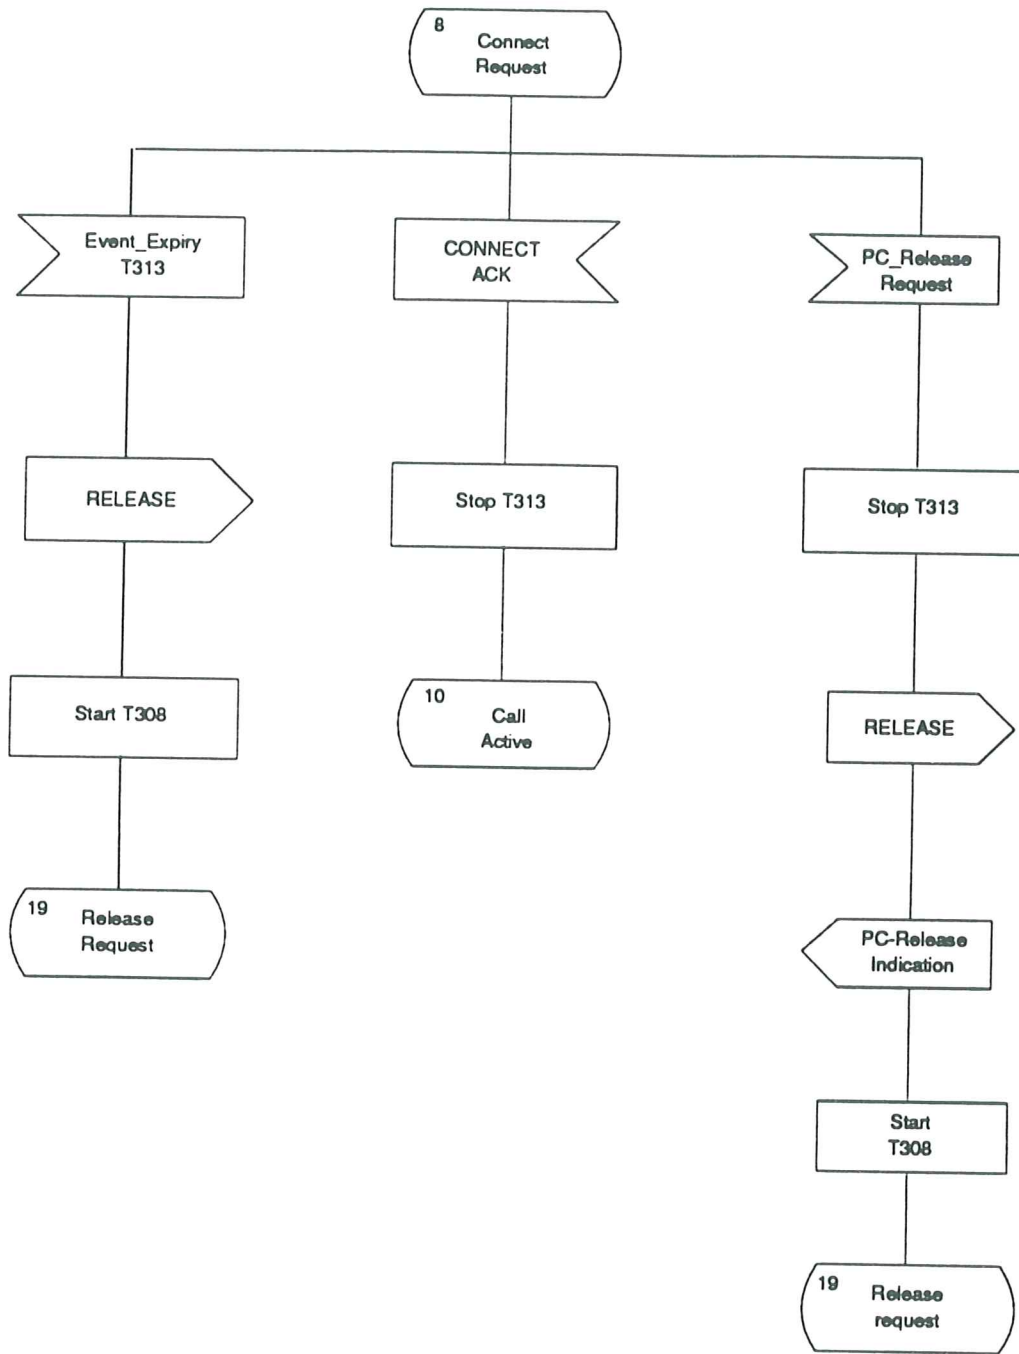 8
Connect
Request
Event_Expiry
T313
CONNECT
ACK
PC_Release
Request
RELEASE
Stop T313
Stop T313
Start T308
10
Call
Active
RELEASE
19
Release
Request
PC-Release
Indication
Start
T308
19
Release
request